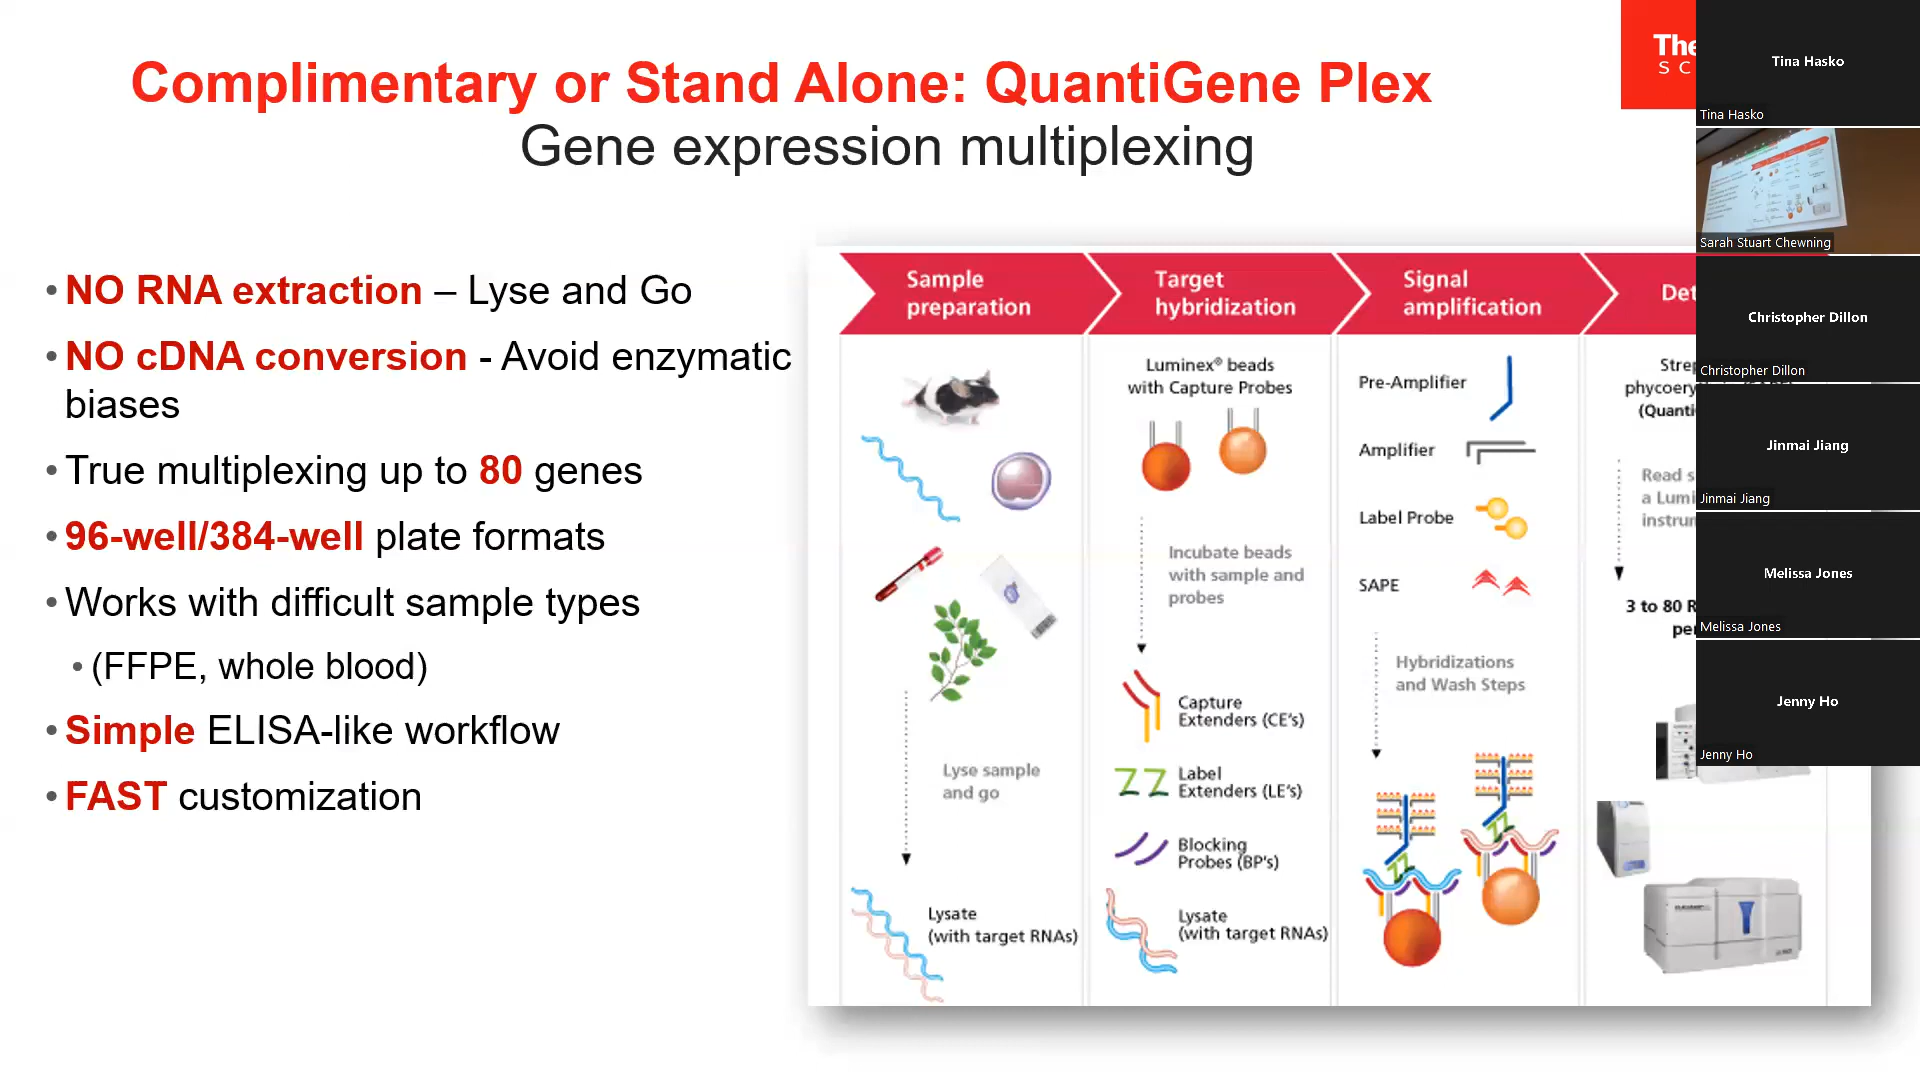 Complimentary or Stand Alone: QuantiGene Plex
Gene expression multiplexing
• NO RNA extraction – Lyse and Go
• NO cDNA conversion - Avoid enzymatic
biases
• True multiplexing up to 80 genes
• 96-well/384-well plate formats
• Works with difficult sample types
• (FFPE, whole blood)
• Simple ELISA-like workflow
• FAST customization
Sample
preparation
Lyse sample
and go
Lysate
(with target RNAs)
Target
hybridization
Luminex® beads
with Capture Probes
Incubate beads
with sample and
probes
Capture
Extenders (CE's)
Label
Extenders (LE's)
Blocking
Probes (BP's)
Lysate
(with target RNAs)
Signal
amplification
Pre-Amplifier
Amplifier
Label Probe
SAPE
Hybridizations
and Wash Steps
Det
Strep
phycoery
(Quanti
Read s
a Lumi
instrum
3 to 80 R
per
The
SC
Tina Hasko
Tina Hasko
Sarah Stuart Chewning
Christopher Dillon
Christopher Dillon
Jinmai Jiang
Jinmai Jiang
Melissa Jones
Melissa Jones
Jenny Ho
Jenny Ho